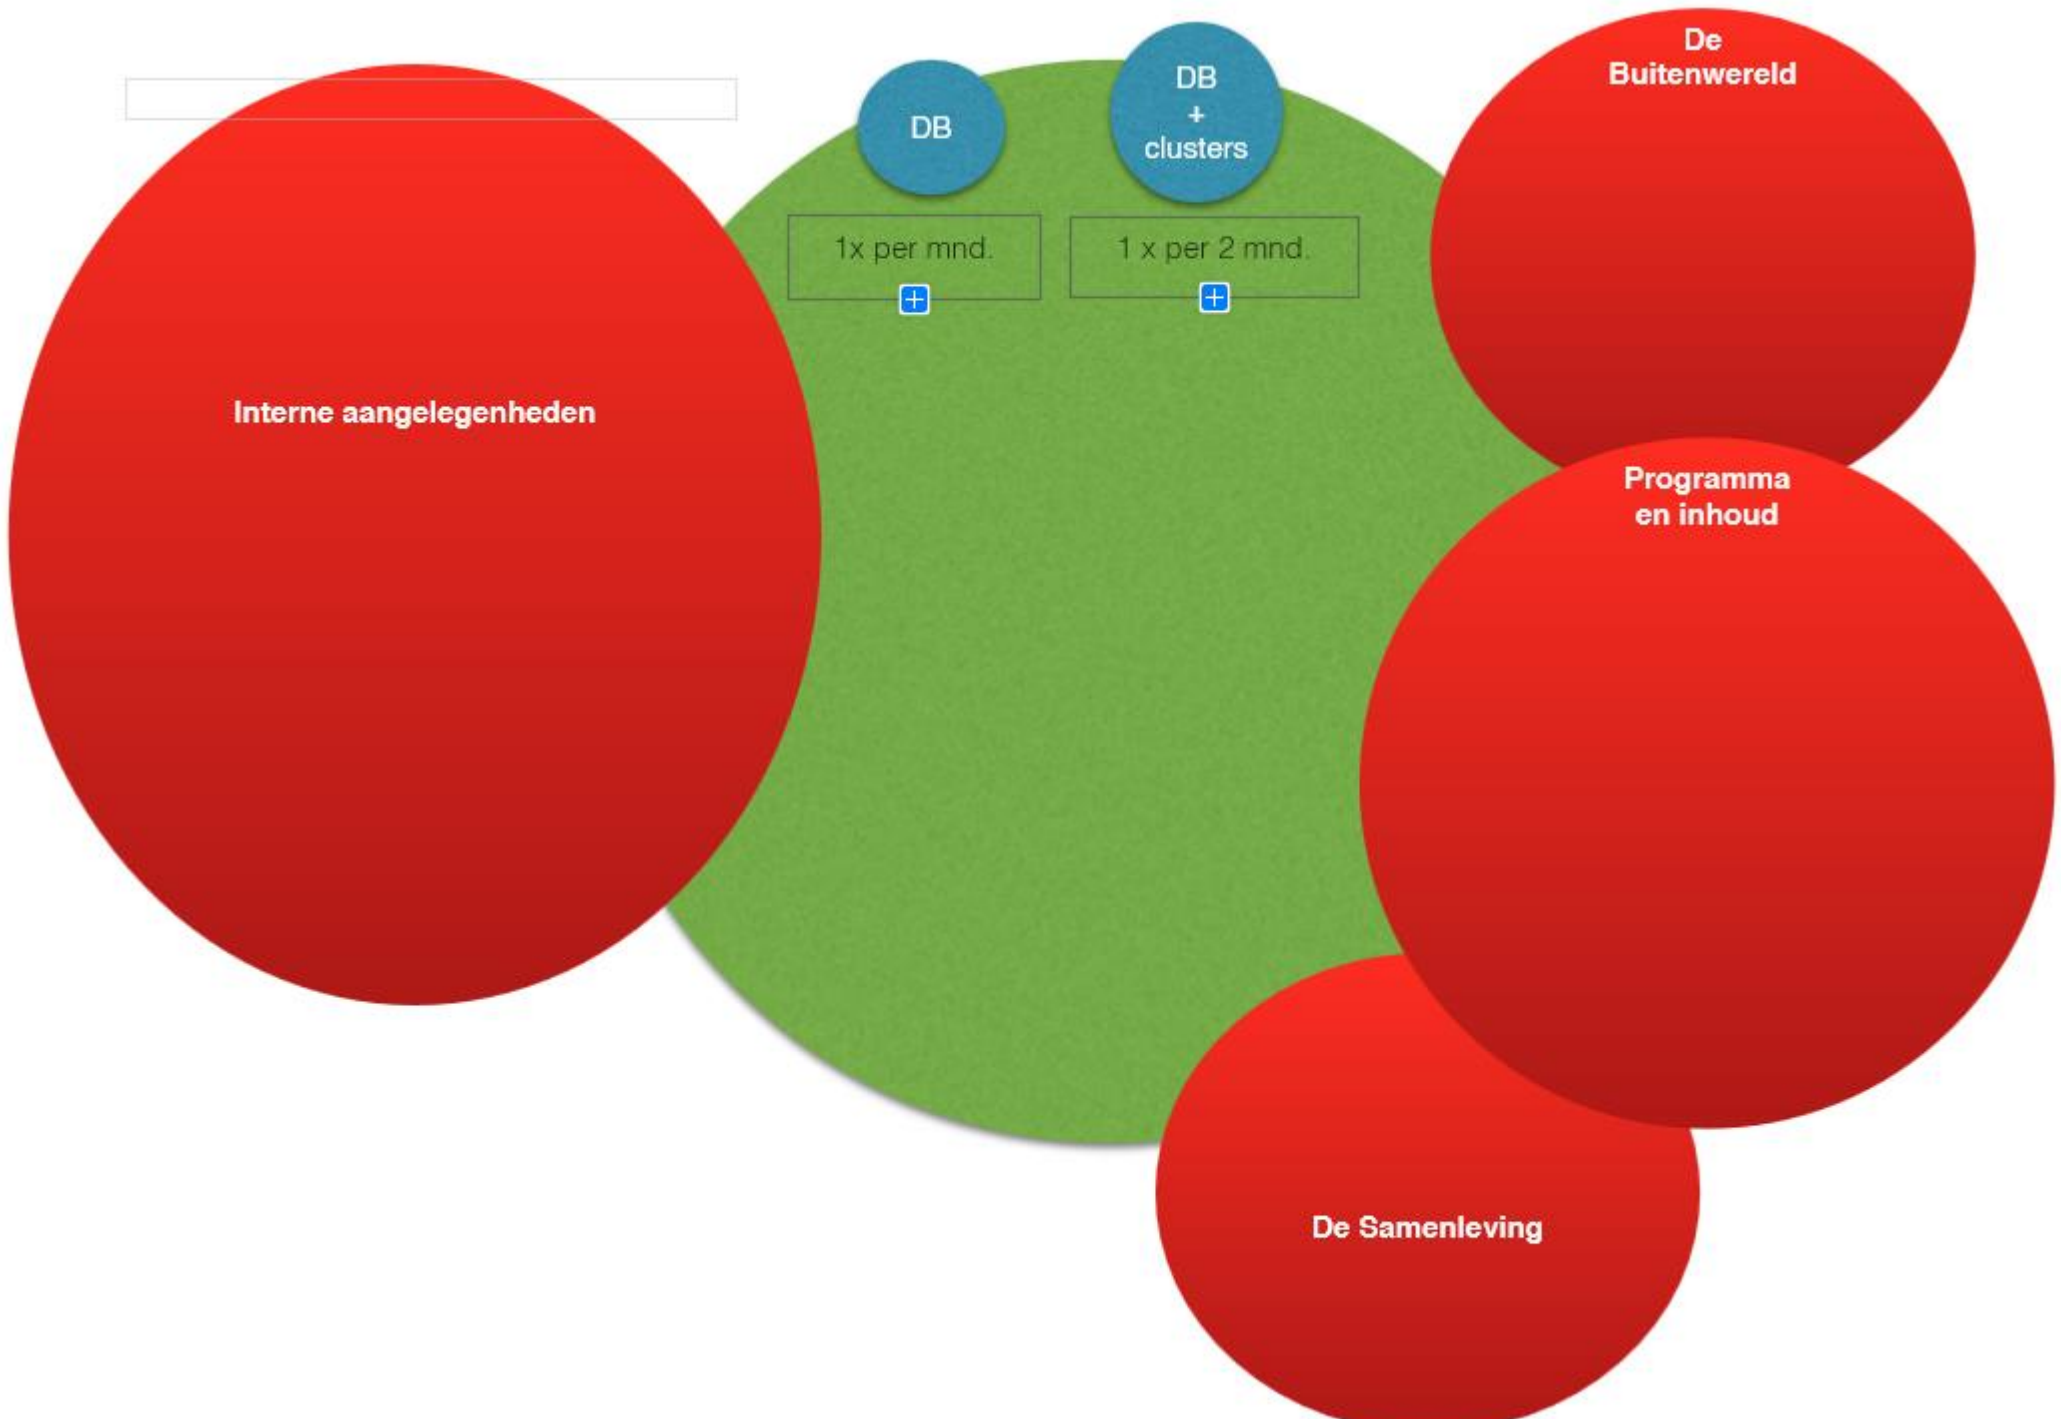 De
Buitenwereld
DB
DB
+
clusters
1x per mnd.
1 x per 2 mnd.
Interne aangelegenheden
Programma
en inhoud
De Samenleving